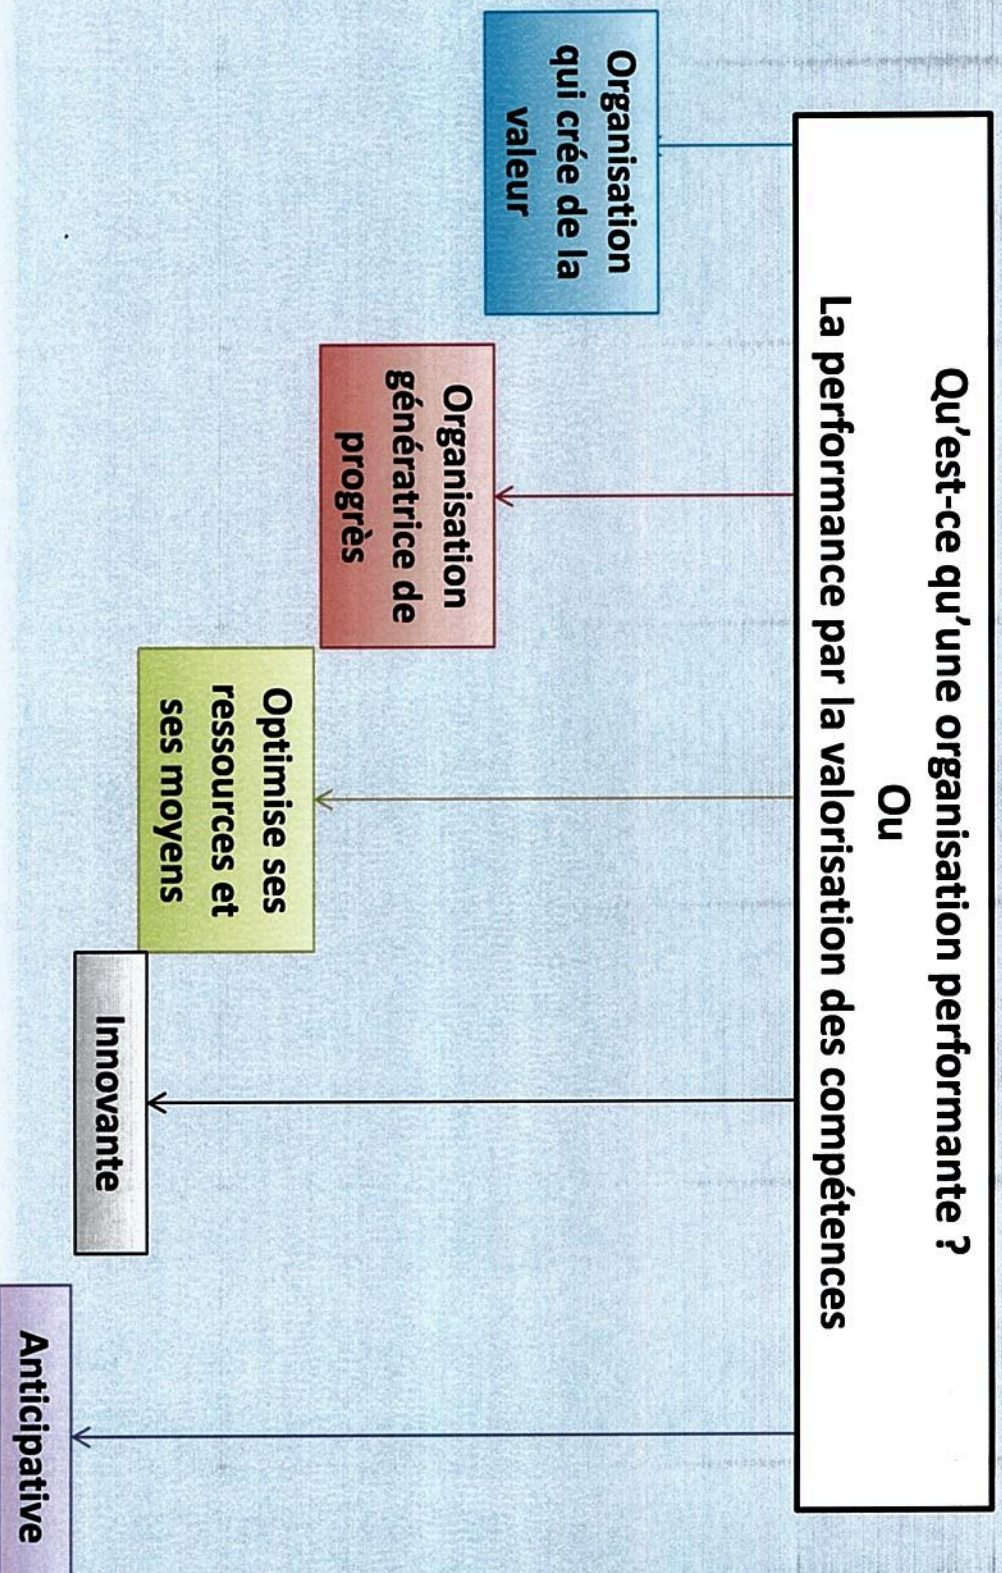 Qu'est-ce qu'une organisation performante ?
Ou
La performance par la valorisation des compétences
Organisation
qui crée de la
valeur
Organisation
génératrice de
progrès
Optimise ses
ressources et
ses moyens
Innovante
Anticipative